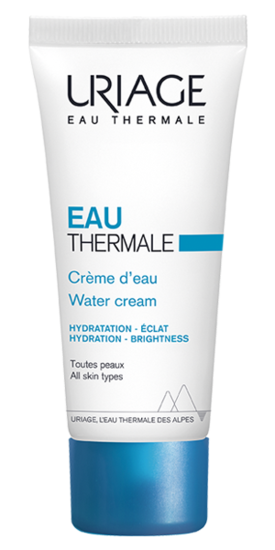 URIAGE
EAU THERMALE
EAU
THERMALE
Crème d'eau
Water cream
HYDRATATION - ÉCLAT
HYDRATION - BRIGHTNESS
Toutes peaux
All skin types
URIAGE, L'EAU THERMALE DES ALPES